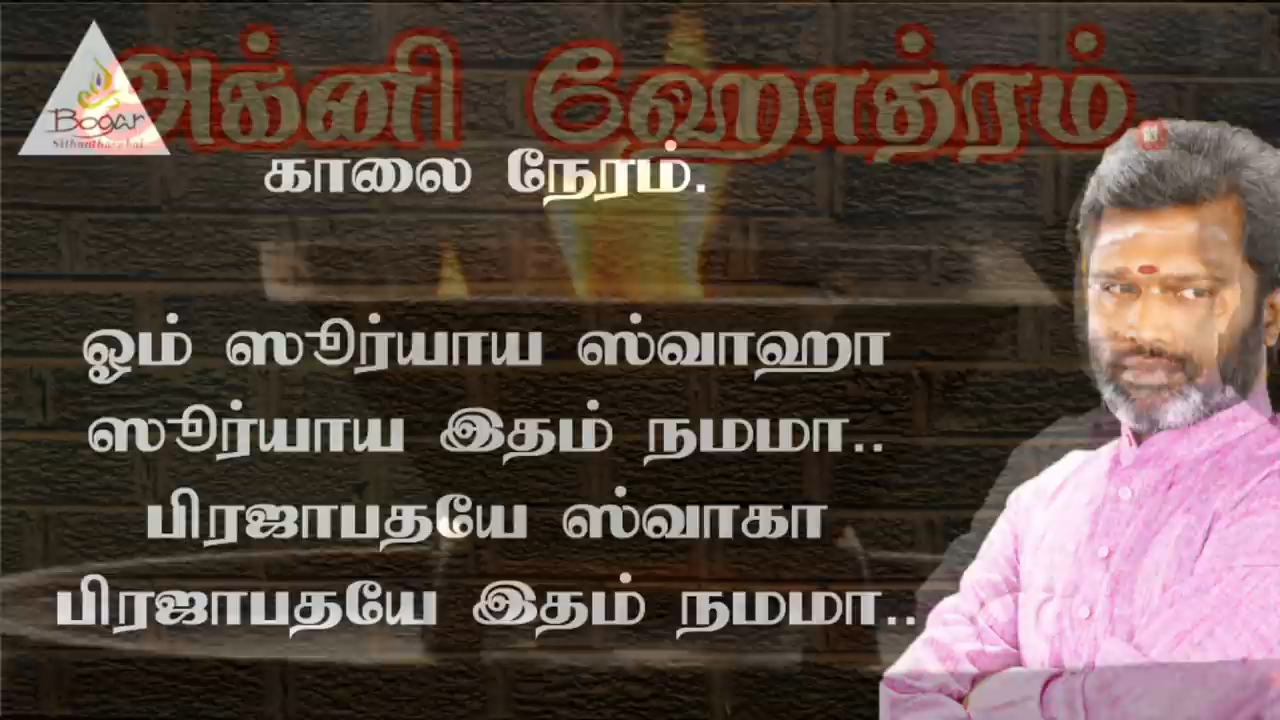 அக்னி ஹோத்ரம்.
Bogar
காலை நேரம்.
ஓம் ஸூர்யாய ஸ்வாஹா
ஸூர்யாய இதம் நமமா..
பிரஜாபதயே ஸ்வாகா
பிரஜாபதயே இதம் நமமா..